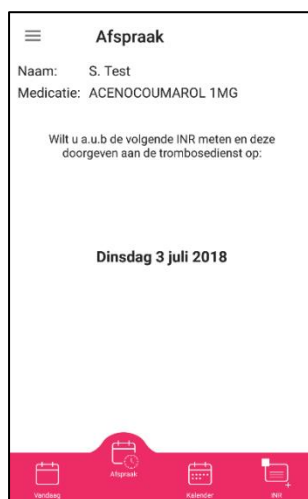 Afspraak
Naam: S. Test
Medicatie: ACENOCOUMAROL 1MG
Wilt u a.u.b de volgende INR meten en deze
doorgeven aan de trombosedienst op:
Dinsdag 3 juli 2018
Vandaag
Afspraak
Kalender
INR